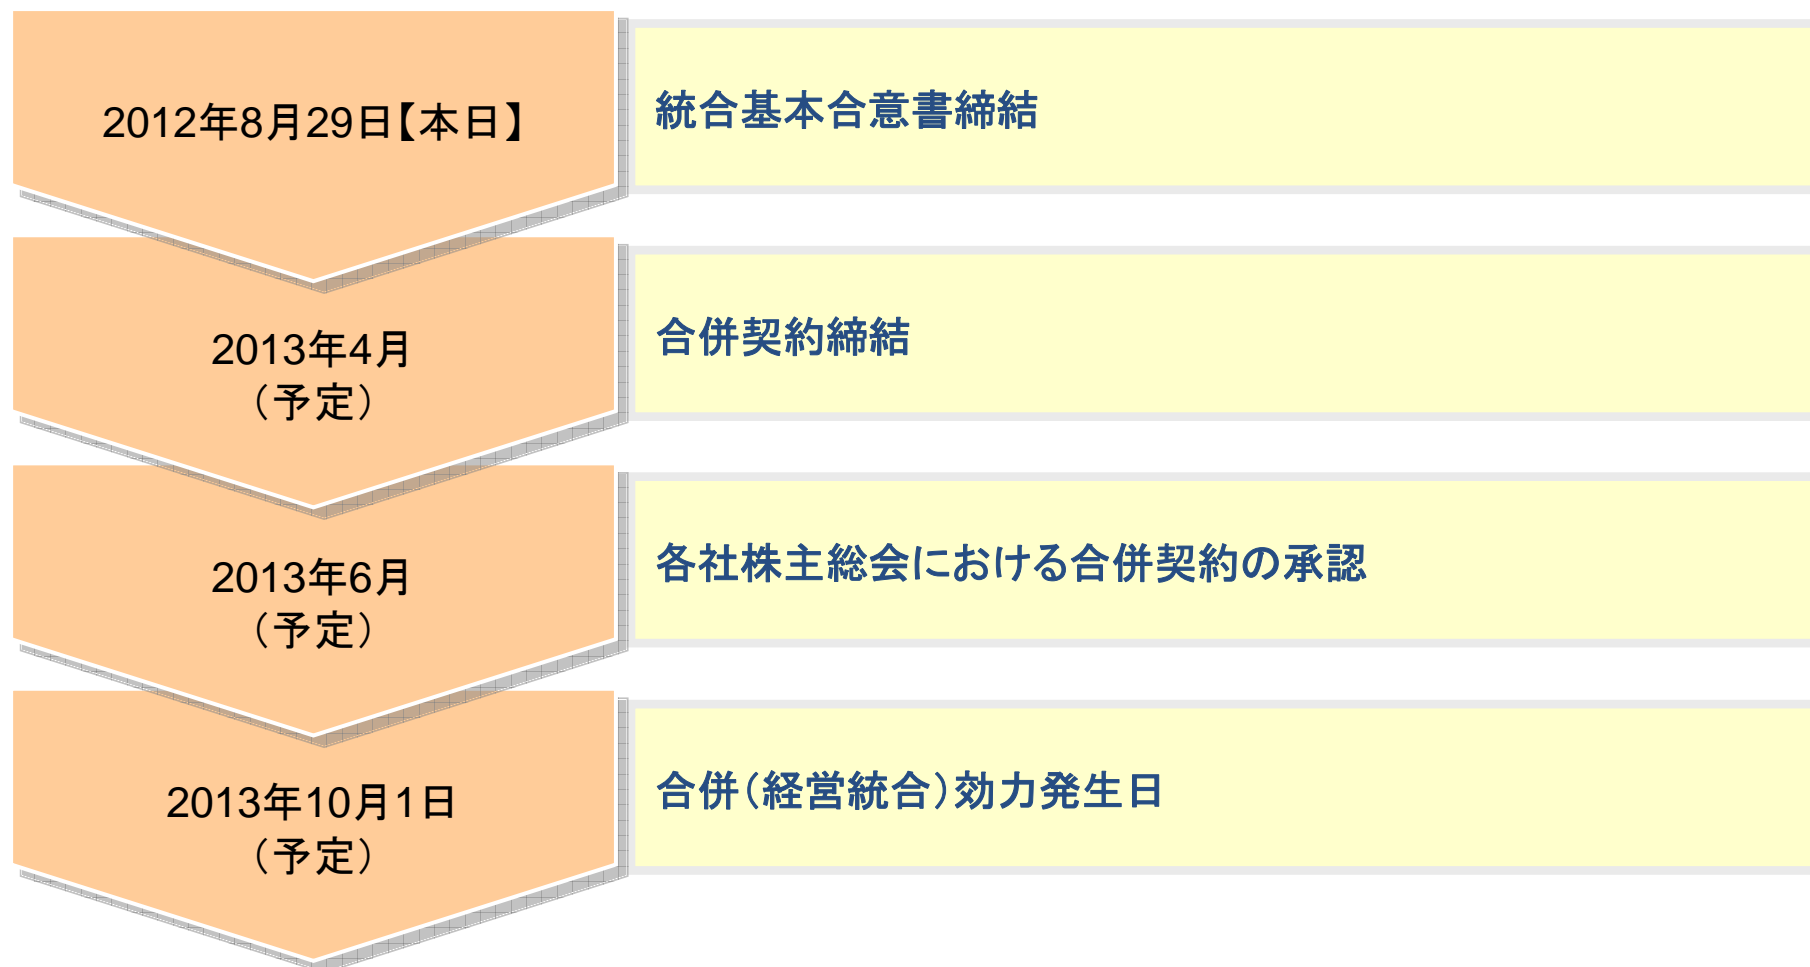 2012年8月29日【本日】
統合基本合意書締結
2013年4月
（予定）
合併契約締結
2013年6月
（予定）
各社株主総会における合併契約の承認
2013年10月1日
（予定）
合併（経営統合）効力発生日